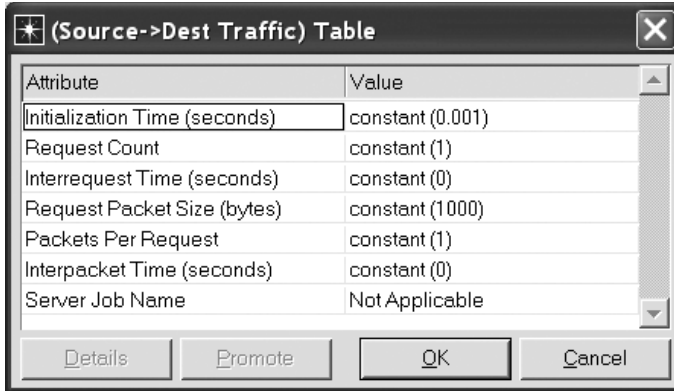 (Source->Dest Traffic) Table
Attribute Value
Initialization Time (seconds) constant (0.001)
Request Count constant (1)
Interrequest Time (seconds) constant (0)
Request Packet Size (bytes) constant (1000)
Packets Per Request constant (1)
Interpacket Time (seconds) constant (0)
Server Job Name Not Applicable
Details Promote OK Cancel